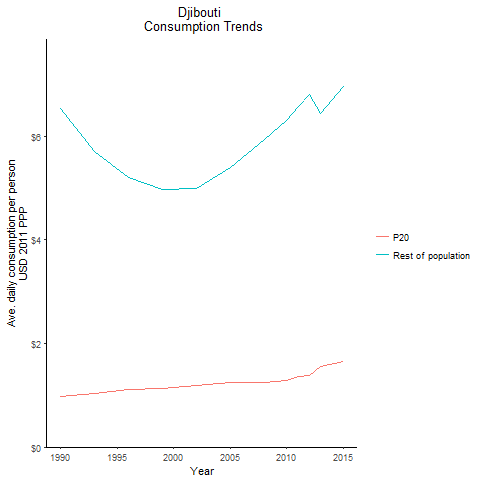 Djibouti
Consumption Trends
Ave. daily consumption per person
USD 2011 PPP
$6
$4
$2
$0
1990
1995
2000
2005
2010
2015
Year
P20
Rest of population